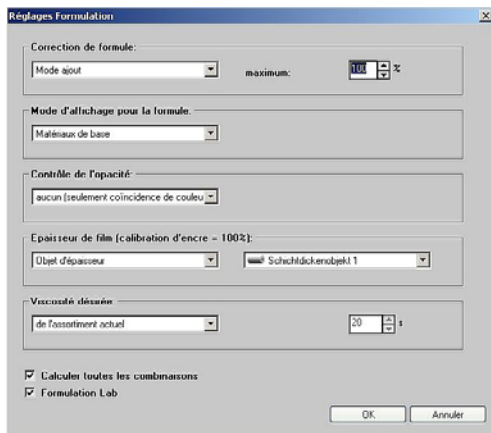 Réglages Formulation
Correction de formule:
Mode ajout maximum: 100 %
Mode d'affichage pour la formule:
Matériaux de base
Contrôle de l'opacité:
aucun (seulement coïncidence de couleu
Epaisseur de film (calibration d'encre = 100%):
Objet d'épaisseur Schichtdickenobjekt 1
Viscosité désirée
de l'assortiment actuel 20 s
Calculer toutes les combinaisons
Formulation Lab
OK Annuler